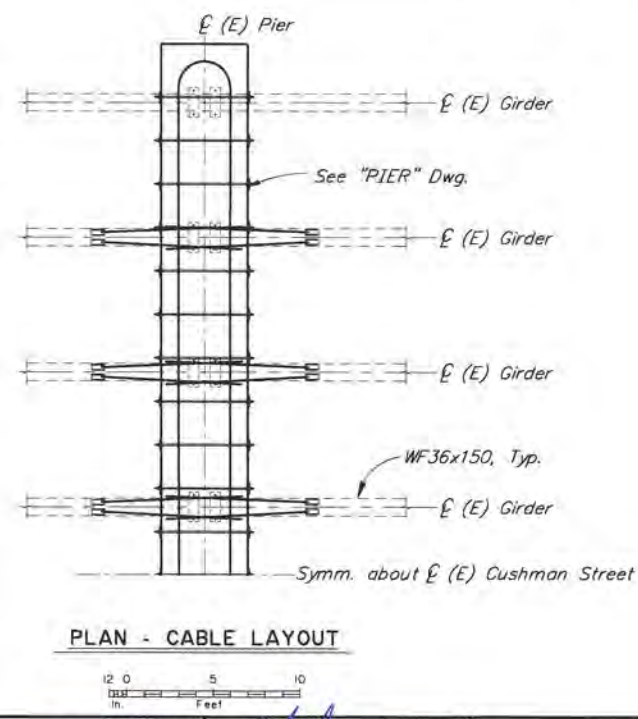 ℄ (E) Pier
℄ (E) Girder
See "PIER" Dwg.
℄ (E) Girder
℄ (E) Girder
WF36x150, Typ.
℄ (E) Girder
Symm. about ℄ (E) Cushman Street
PLAN - CABLE LAYOUT
12 0 5 10
In. Feet